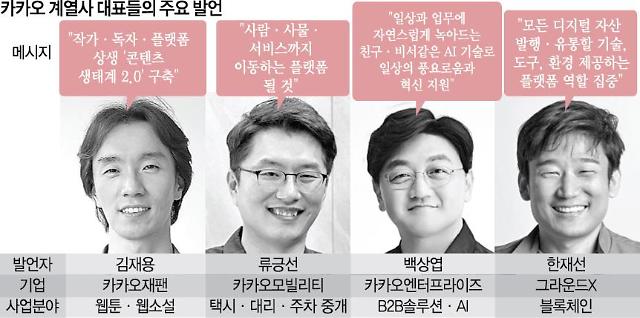 카카오 계열사 대표들의 주요 발언
메시지
"작가·독자·플랫폼
상생 '콘텐츠
생태계 2.0' 구축"
"사람·사물·
서비스까지
이동하는 플랫폼
될 것"
"일상과 업무에
자연스럽게 녹아드는
친구·비서같은 AI 기술로
일상의 풍요로움과
혁신 지원"
"모든 디지털 자산
발행·유통할 기술,
도구, 환경 제공하는
플랫폼 역할 집중"
발언자 김재용 류긍선 백상엽 한재선
기업 카카오재팬 카카오모빌리티 카카오엔터프라이즈 그라운드X
사업분야 웹툰·웹소설 택시·대리·주차 중개 B2B솔루션·AI 블록체인